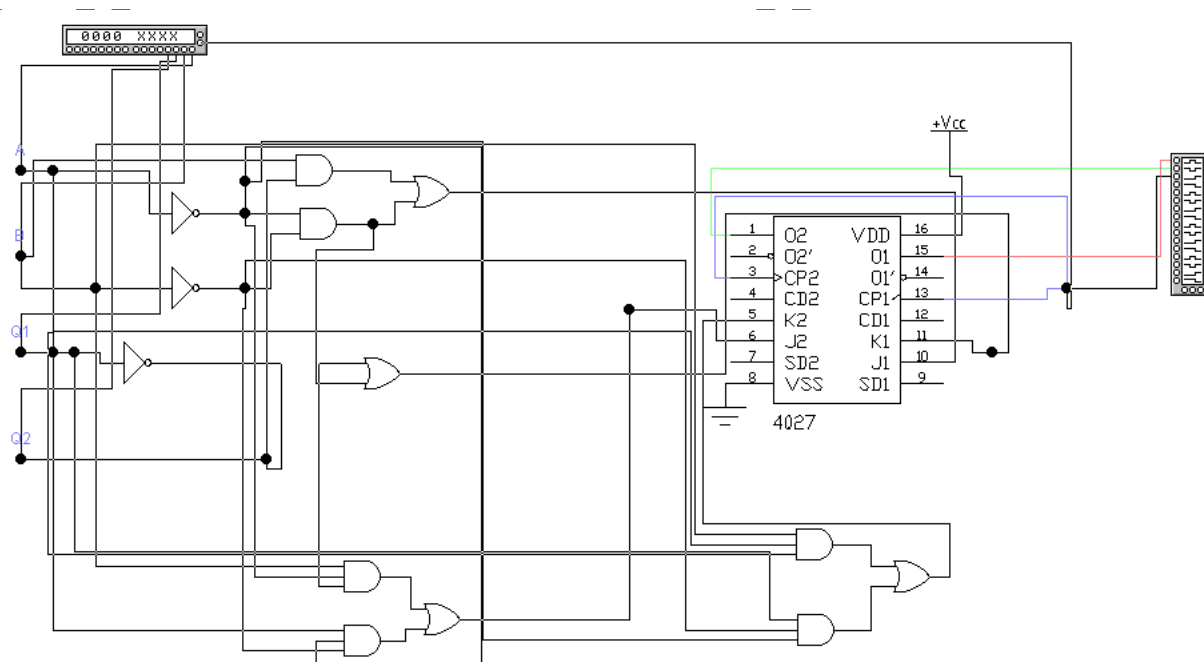 0000 XXXX
+Vcc
A
B
Q1
Q2
1 O2 VDD 16
2 O2' O1 15
3 CP2 O1' 14
4 CD2 CP1 13
5 K2 CD1 12
6 J2 K1 11
7 SD2 J1 10
8 VSS SD1 9
4027